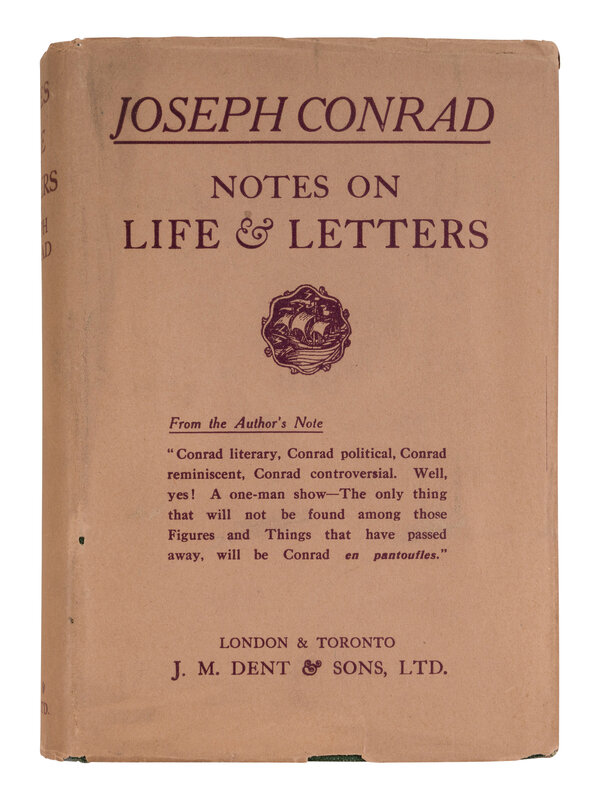 JOSEPH CONRAD
NOTES ON
LIFE & LETTERS
From the Author's Note
"Conrad literary, Conrad political, Conrad
reminiscent, Conrad controversial. Well,
yes! A one-man show—The only thing
that will not be found among those
Figures and Things that have passed
away, will be Conrad en pantoufles."
LONDON & TORONTO
J. M. DENT & SONS, LTD.